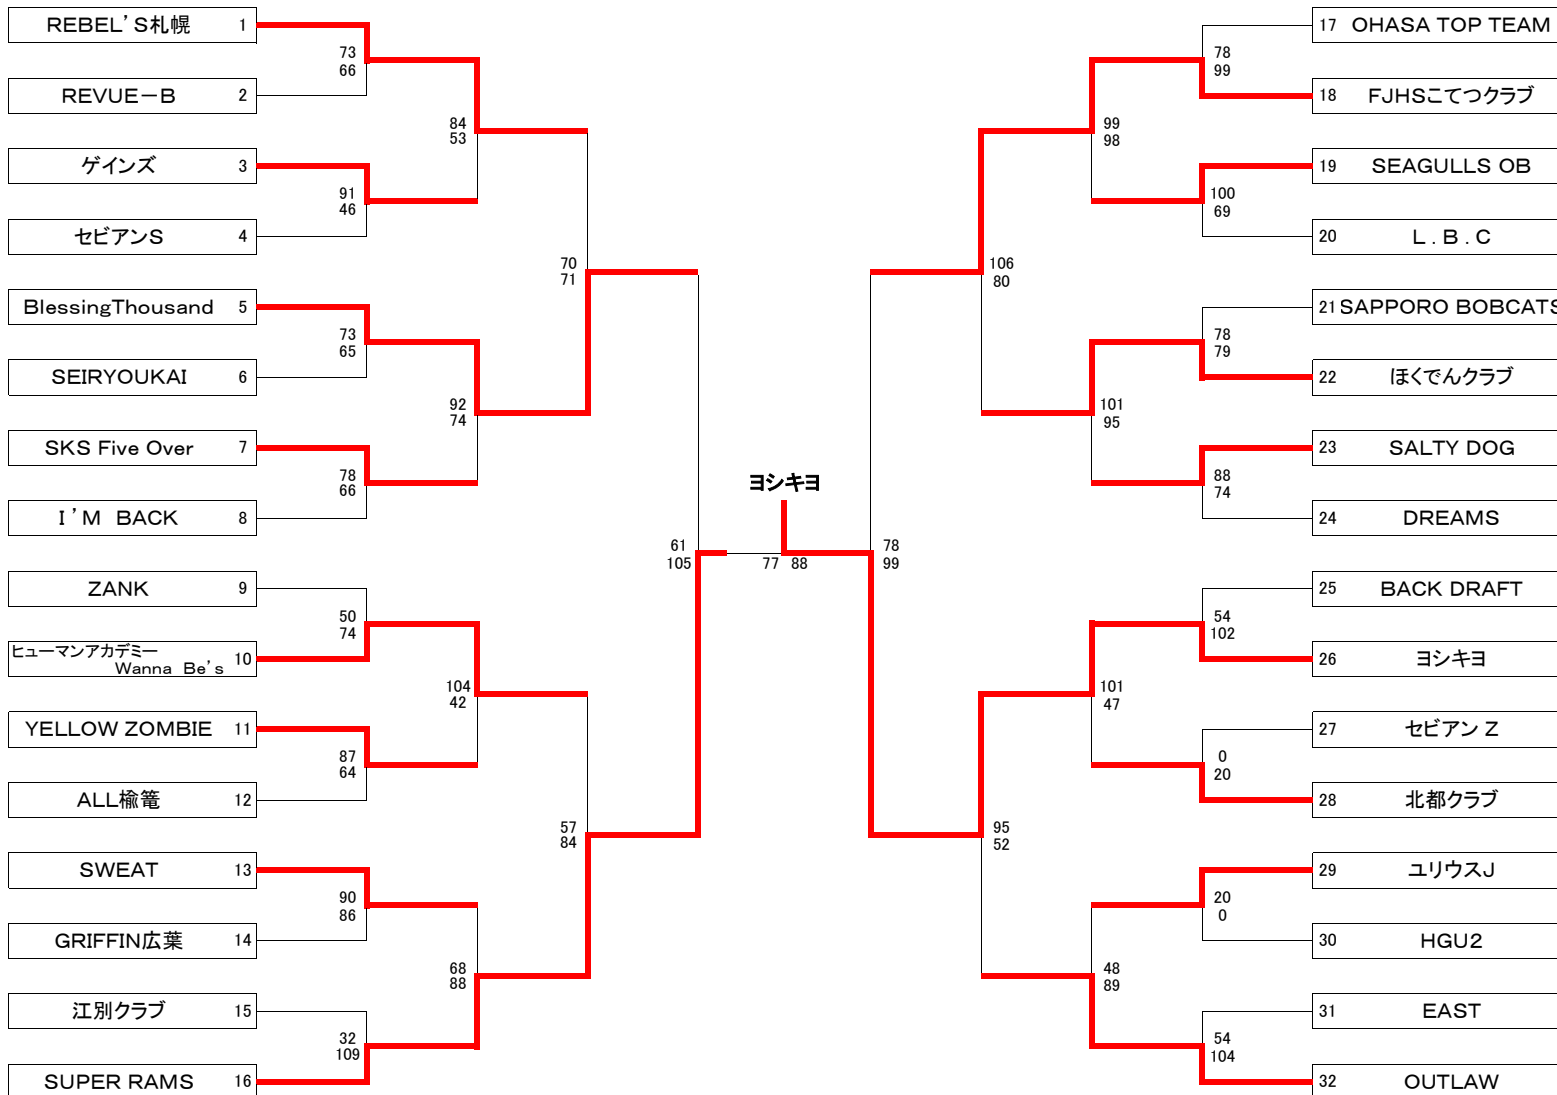 REBEL'S札幌 1
73
66
REVUE－B 2
84
53
ゲインズ 3
91
46
セビアンS 4
70
71
BlessingThousand 5
73
65
SEIRYOUKAI 6
92
74
SKS Five Over 7
78
66
I'M BACK 8
61
105
ZANK 9
50
74
ヒューマンアカデミー
Wanna Be's 10
104
42
YELLOW ZOMBIE 11
87
64
ALL楡篭 12
57
84
SWEAT 13
90
86
GRIFFIN広葉 14
68
88
江別クラブ 15
32
109
SUPER RAMS 16
ヨシキヨ
77 88
17 OHASA TOP TEAM
78
99
18 FJHSこてつクラブ
99
98
19 SEAGULLS OB
100
69
20 L.B.C
106
80
21 SAPPORO BOBCATS
78
79
22 ほくでんクラブ
101
95
23 SALTY DOG
88
74
24 DREAMS
78
99
25 BACK DRAFT
54
102
26 ヨシキヨ
101
47
27 セビアン Z
0
20
28 北都クラブ
95
52
29 ユリウスJ
20
0
30 HGU2
48
89
31 EAST
54
104
32 OUTLAW